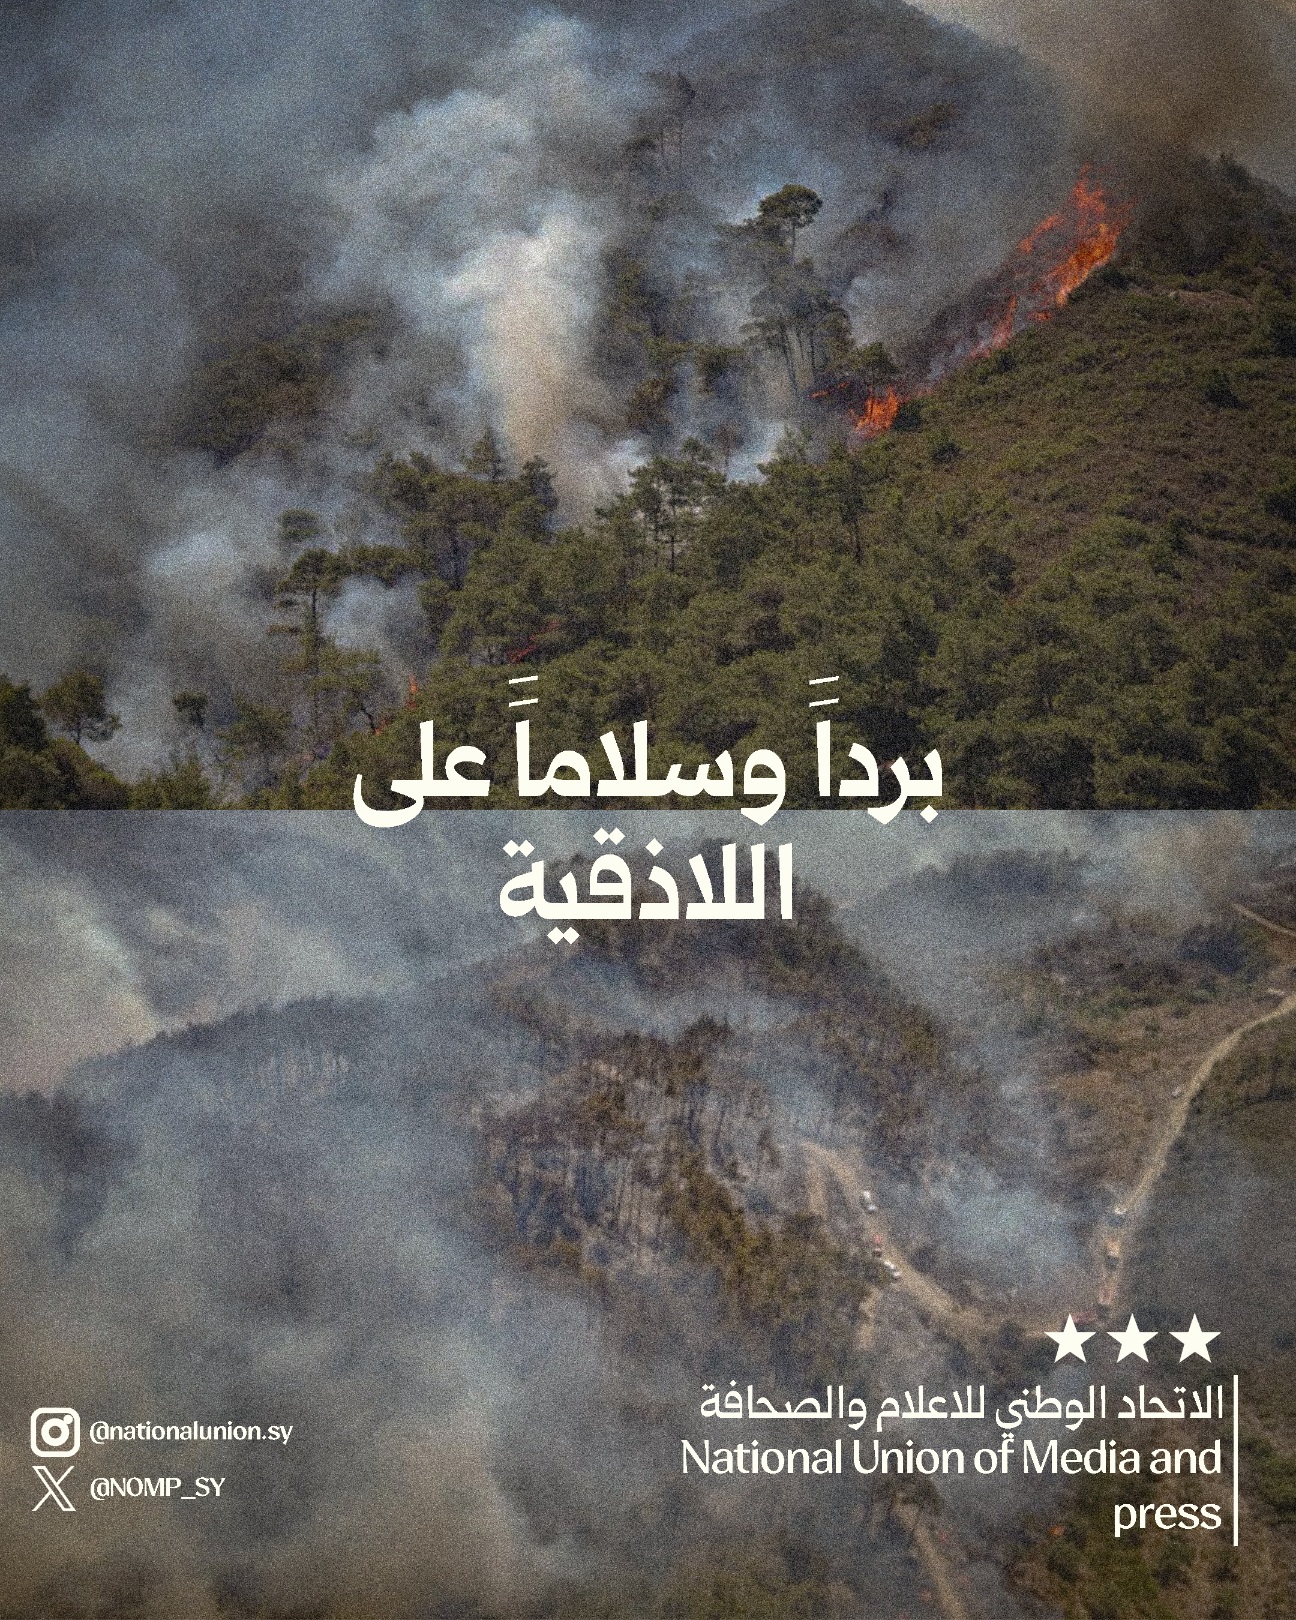 برداً وسلاماً على
اللاذقية
الاتحاد الوطني للاعلام والصحافة
National Union of Media and
press
@nationalunion.sy
@NOMP_SY